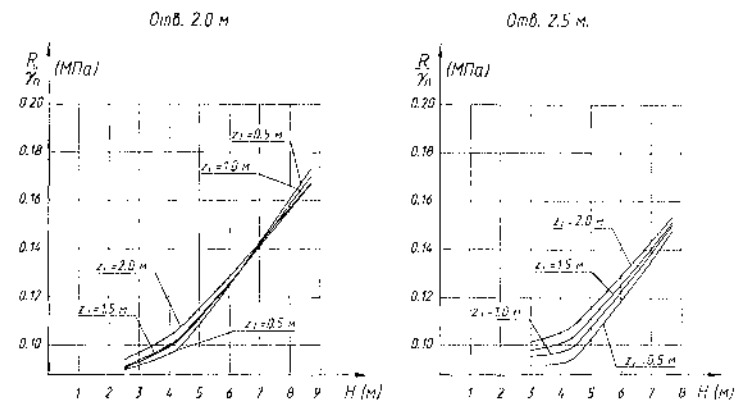 Отв. 2.0 м
R/γn (МПа)
0.20
0.18
0.16
0.14
0.12
0.10
z₁=0.5 м
z₁=1.0 м
z₁=2.0 м
z₁=1.5 м
z₁=0.5 м
1 2 3 4 5 6 7 8 9 H (м)
Отв. 2.5 м.
R/γn (МПа)
0.20
0.18
0.16
0.14
0.12
0.10
z₁=2.0 м
z₁=1.5 м
z₁=1.0 м
z₁=0.5 м
1 2 3 4 5 6 7 8 H (м)